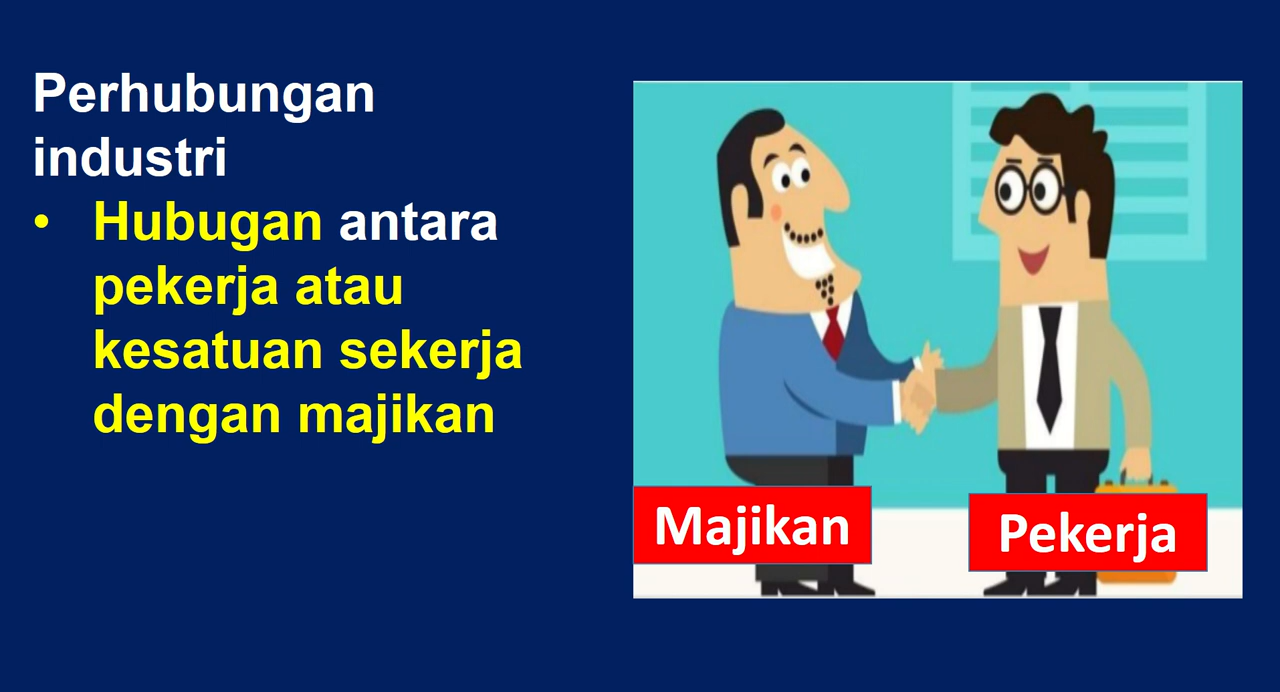 Perhubungan
industri
• Hubugan antara
pekerja atau
kesatuan sekerja
dengan majikan
Majikan
Pekerja